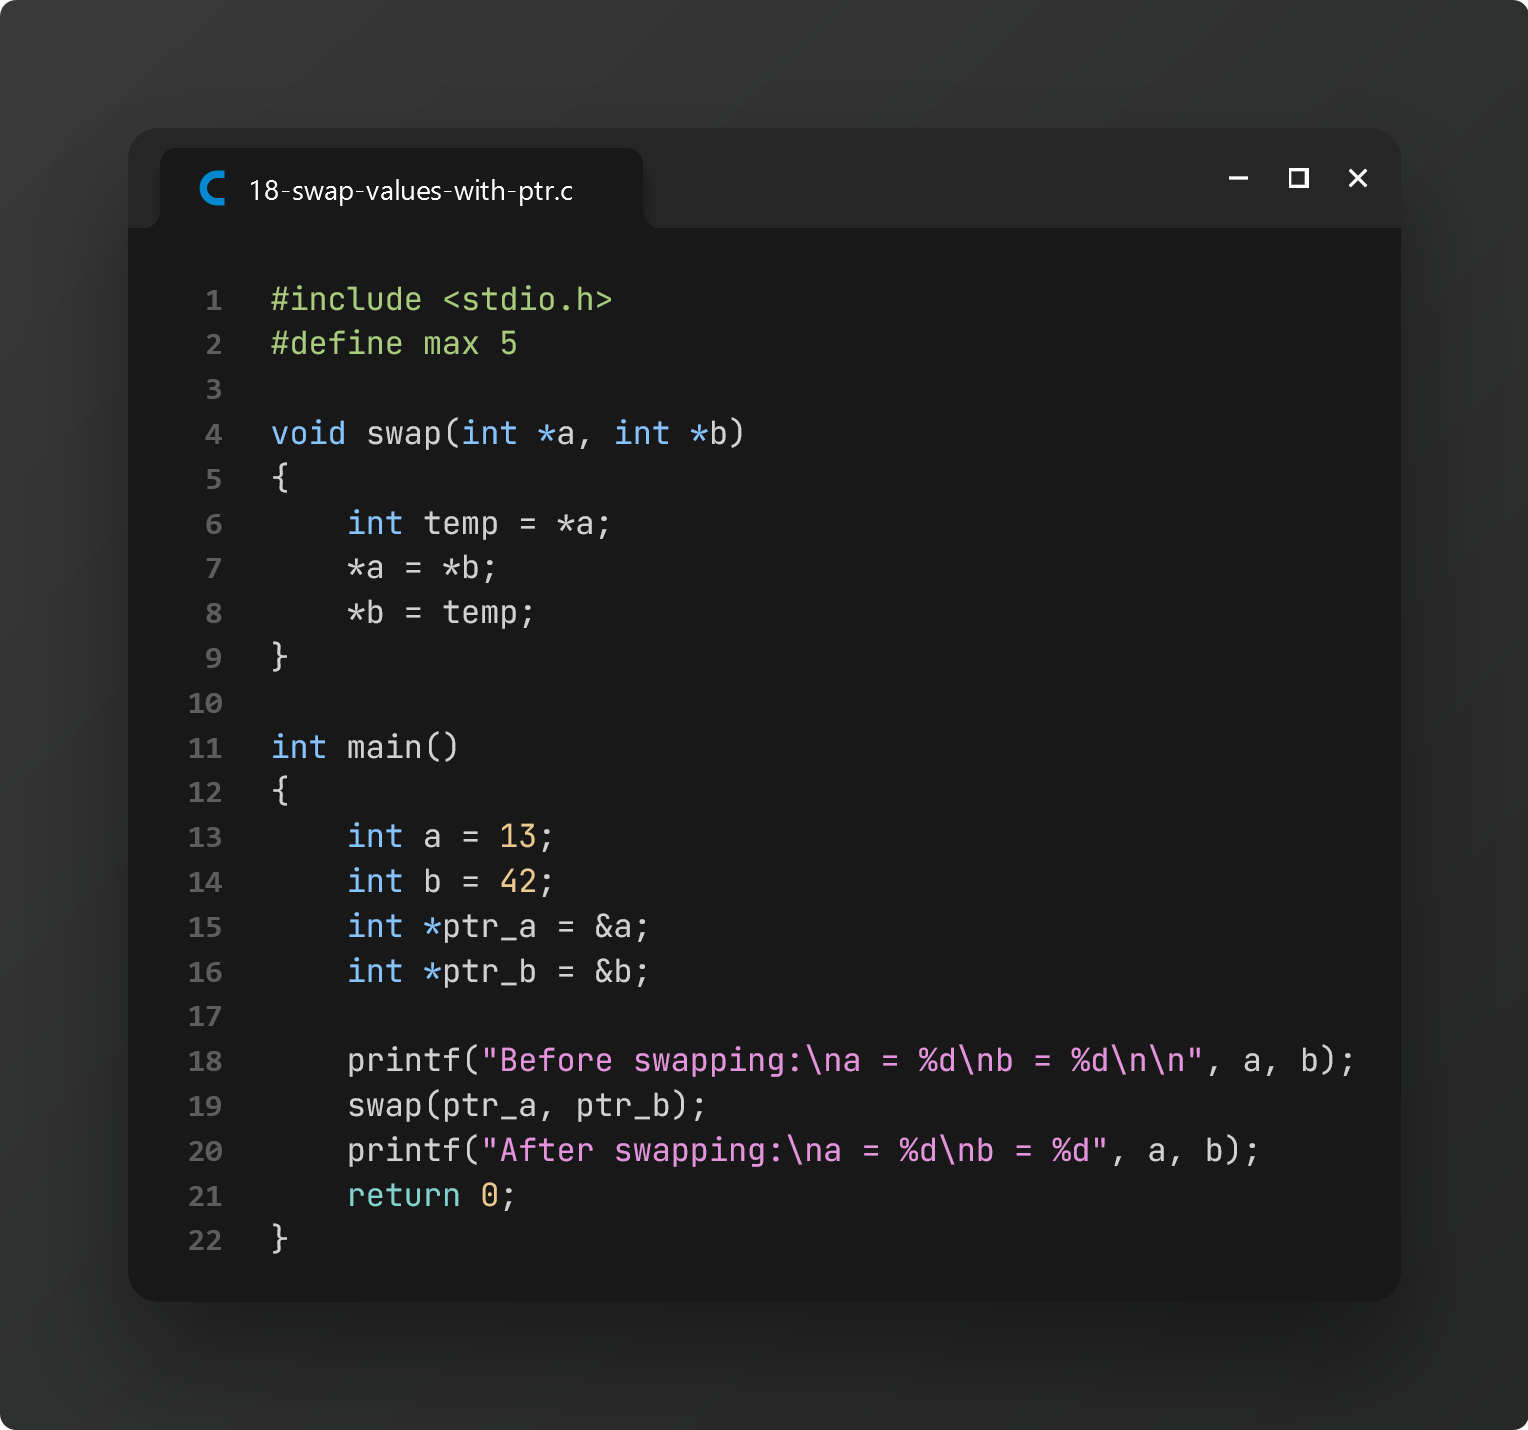 18-swap-values-with-ptr.c
1 #include <stdio.h>
2 #define max 5
3
4 void swap(int *a, int *b)
5 {
6     int temp = *a;
7     *a = *b;
8     *b = temp;
9 }
10
11 int main()
12 {
13     int a = 13;
14     int b = 42;
15     int *ptr_a = &a;
16     int *ptr_b = &b;
17
18     printf("Before swapping:\na = %d\nb = %d\n\n", a, b);
19     swap(ptr_a, ptr_b);
20     printf("After swapping:\na = %d\nb = %d", a, b);
21     return 0;
22 }